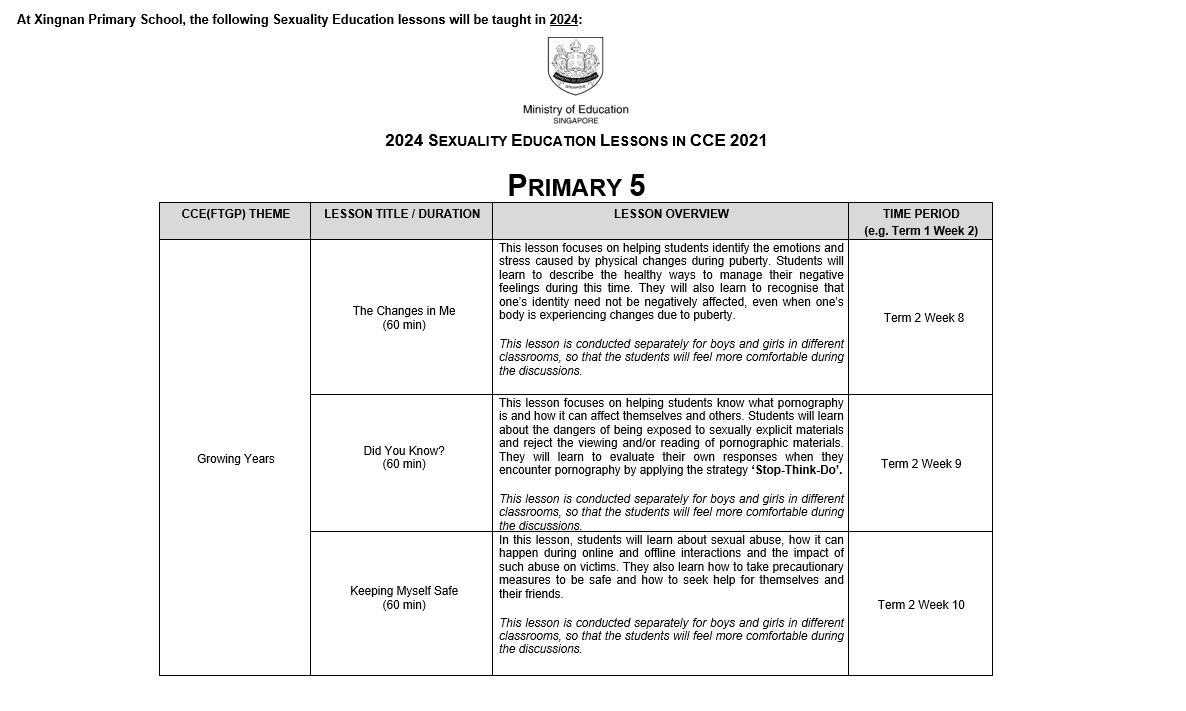 At Xingnan Primary School, the following Sexuality Education lessons will be taught in 2024:
Ministry of Education
SINGAPORE
2024 SEXUALITY EDUCATION LESSONS IN CCE 2021
PRIMARY 5
CCE(FTGP) THEME
LESSON TITLE / DURATION
LESSON OVERVIEW
TIME PERIOD
(e.g. Term 1 Week 2)
Growing Years
The Changes in Me
(60 min)
This lesson focuses on helping students identify the emotions and
stress caused by physical changes during puberty. Students will
learn to describe the healthy ways to manage their negative
feelings during this time. They will also learn to recognise that
one's identity need not be negatively affected, even when one's
body is experiencing changes due to puberty.
This lesson is conducted separately for boys and girls in different
classrooms, so that the students will feel more comfortable during
the discussions.
Term 2 Week 8
Did You Know?
(60 min)
This lesson focuses on helping students know what pornography
is and how it can affect themselves and others. Students will learn
about the dangers of being exposed to sexually explicit materials
and reject the viewing and/or reading of pornographic materials.
They will learn to evaluate their own responses when they
encounter pornography by applying the strategy 'Stop-Think-Do'.
This lesson is conducted separately for boys and girls in different
classrooms, so that the students will feel more comfortable during
the discussions.
Term 2 Week 9
Keeping Myself Safe
(60 min)
In this lesson, students will learn about sexual abuse, how it can
happen during online and offline interactions and the impact of
such abuse on victims. They also learn how to take precautionary
measures to be safe and how to seek help for themselves and
their friends.
This lesson is conducted separately for boys and girls in different
classrooms, so that the students will feel more comfortable during
the discussions.
Term 2 Week 10